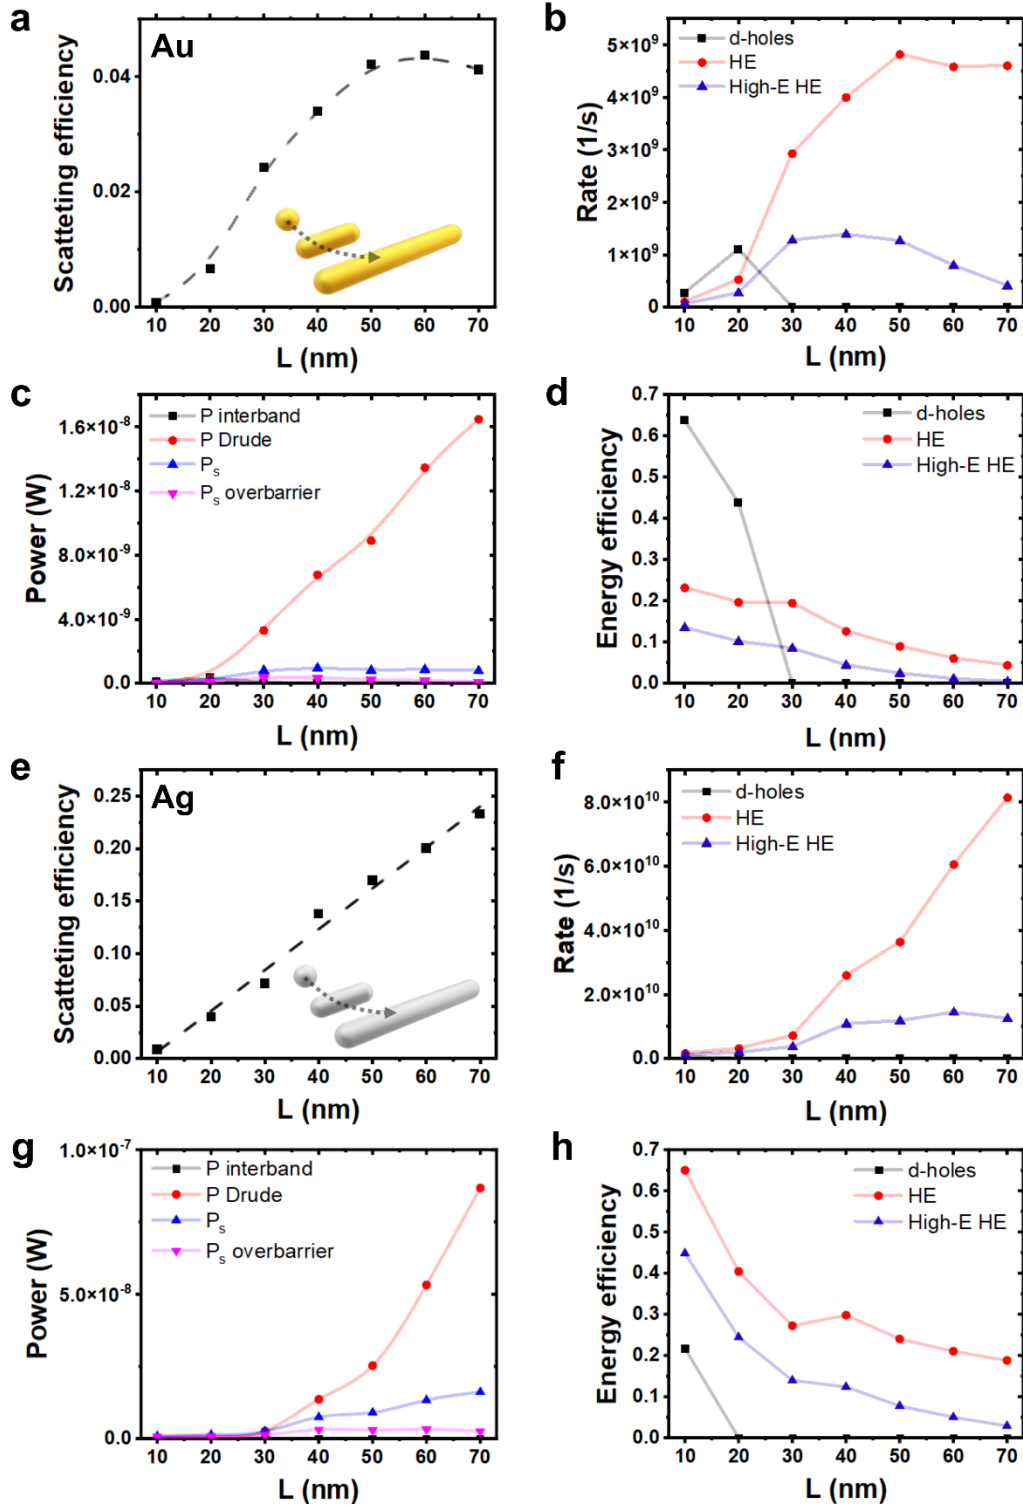 a
Au
Scatteting efficiency
0.04
0.02
0.00
10 20 30 40 50 60 70
L (nm)
b
d-holes
HE
High-E HE
Rate (1/s)
5×10⁹
4×10⁹
3×10⁹
2×10⁹
1×10⁹
0
10 20 30 40 50 60 70
L (nm)
c
P interband
P Drude
Pₛ
Pₛ overbarrier
Power (W)
1.6×10⁻⁸
1.2×10⁻⁸
8.0×10⁻⁹
4.0×10⁻⁹
0.0
10 20 30 40 50 60 70
L (nm)
d
d-holes
HE
High-E HE
Energy efficiency
0.7
0.6
0.5
0.4
0.3
0.2
0.1
0.0
10 20 30 40 50 60 70
L (nm)
e
Ag
Scatteting efficiency
0.25
0.20
0.15
0.10
0.05
0.00
10 20 30 40 50 60 70
L (nm)
f
d-holes
HE
High-E HE
Rate (1/s)
8.0×10¹⁰
6.0×10¹⁰
4.0×10¹⁰
2.0×10¹⁰
0.0
10 20 30 40 50 60 70
L (nm)
g
P interband
P Drude
Pₛ
Pₛ overbarrier
Power (W)
1.0×10⁻⁷
5.0×10⁻⁸
0.0
10 20 30 40 50 60 70
L (nm)
h
d-holes
HE
High-E HE
Energy efficiency
0.7
0.6
0.5
0.4
0.3
0.2
0.1
0.0
10 20 30 40 50 60 70
L (nm)